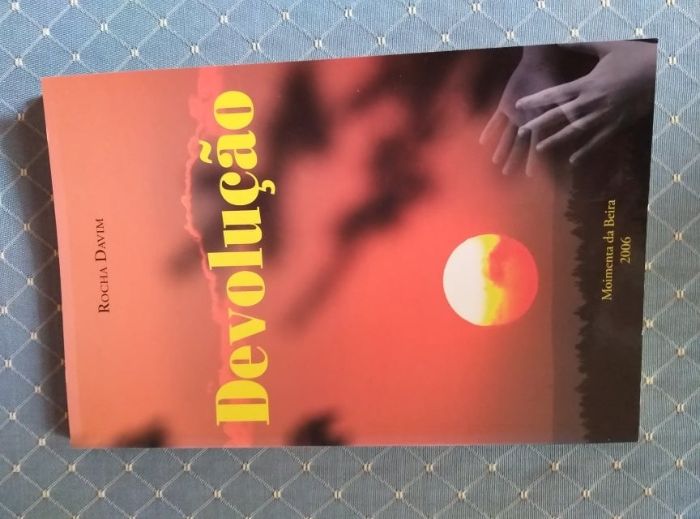 Rocha Davim
Devolução
Moimenta da Beira
2006